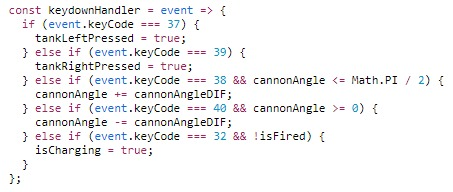 const keydownHandler = event => {
  if (event.keyCode === 37) {
    tankLeftPressed = true;
  } else if (event.keyCode === 39) {
    tankRightPressed = true;
  } else if (event.keyCode === 38 && cannonAngle <= Math.PI / 2) {
    cannonAngle += cannonAngleDIF;
  } else if (event.keyCode === 40 && cannonAngle >= 0) {
    cannonAngle -= cannonAngleDIF;
  } else if (event.keyCode === 32 && !isFired) {
    isCharging = true;
  }
};